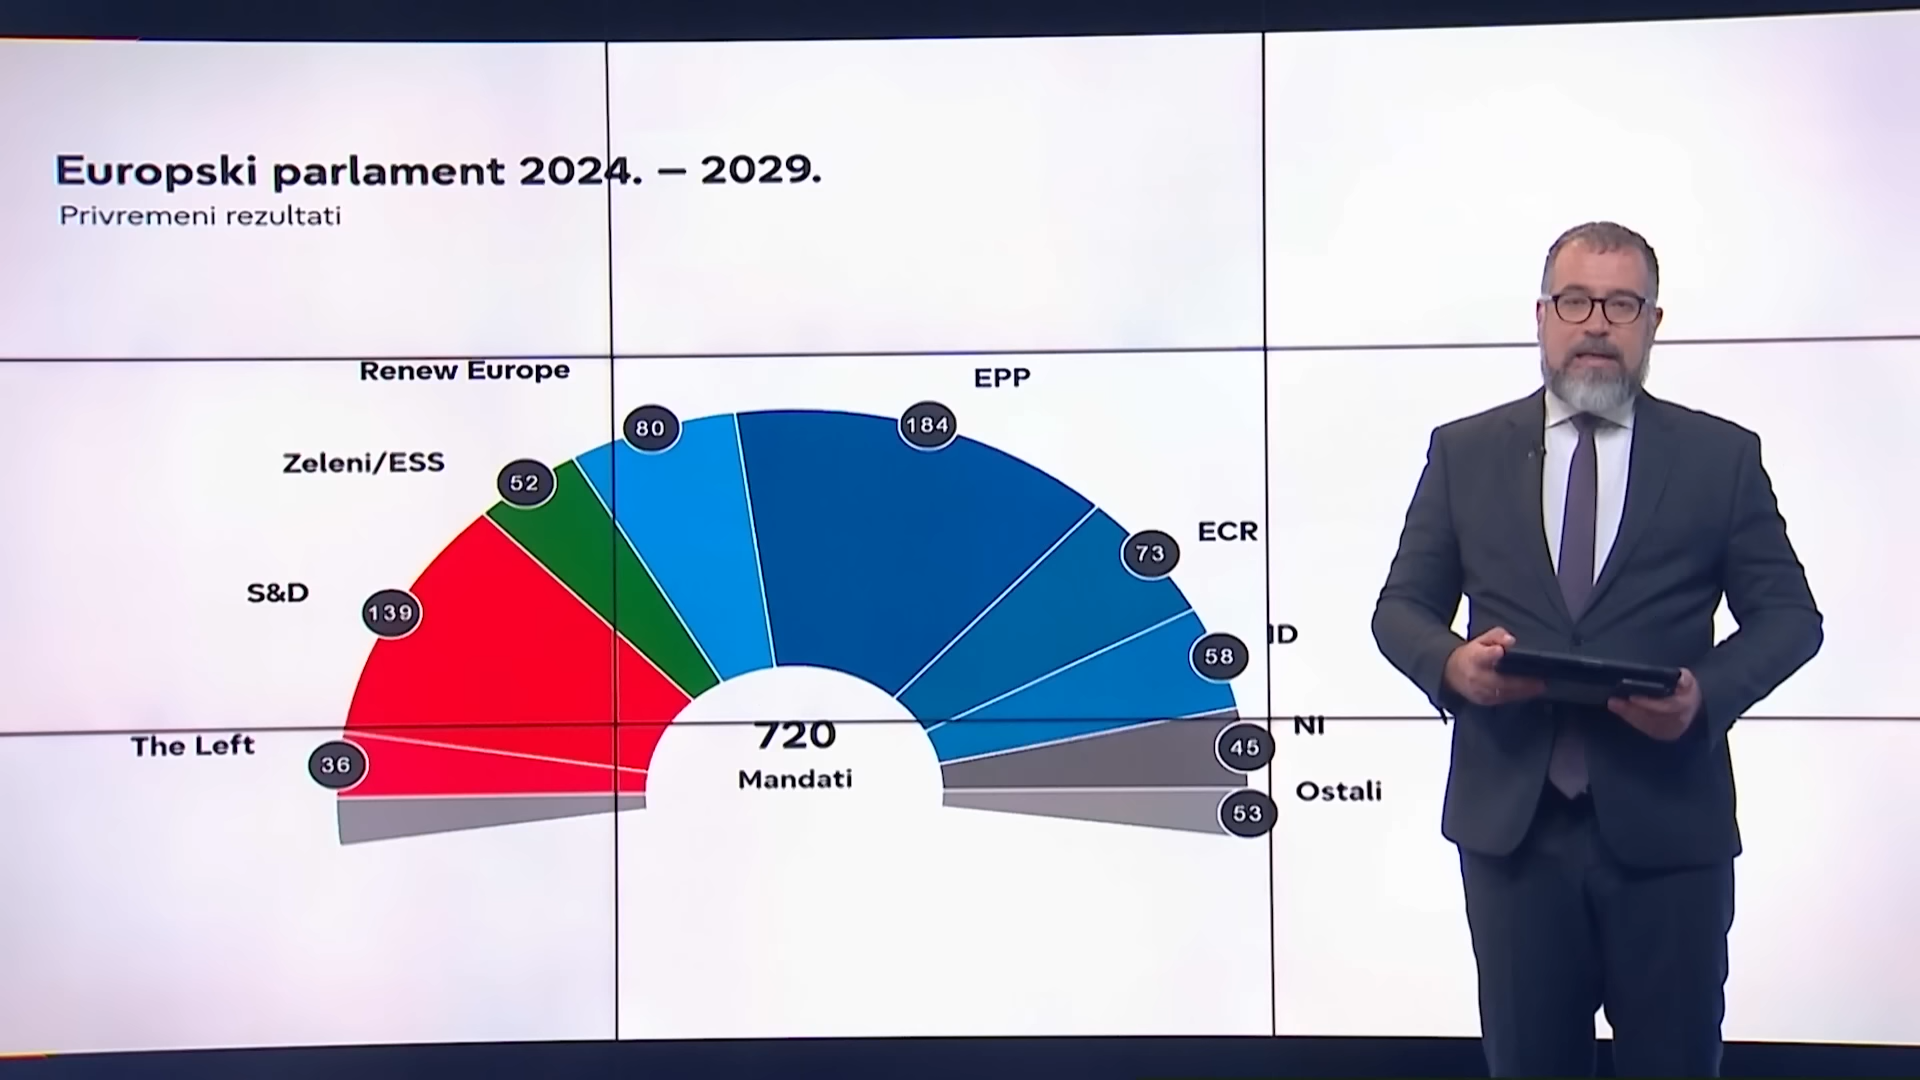 Europski parlament 2024. – 2029.
Privremeni rezultati
Renew Europe
EPP
80
184
Zeleni/ESS
52
ECR
73
S&D
139
ID
58
NI
45
The Left
36
720
Mandati
Ostali
53